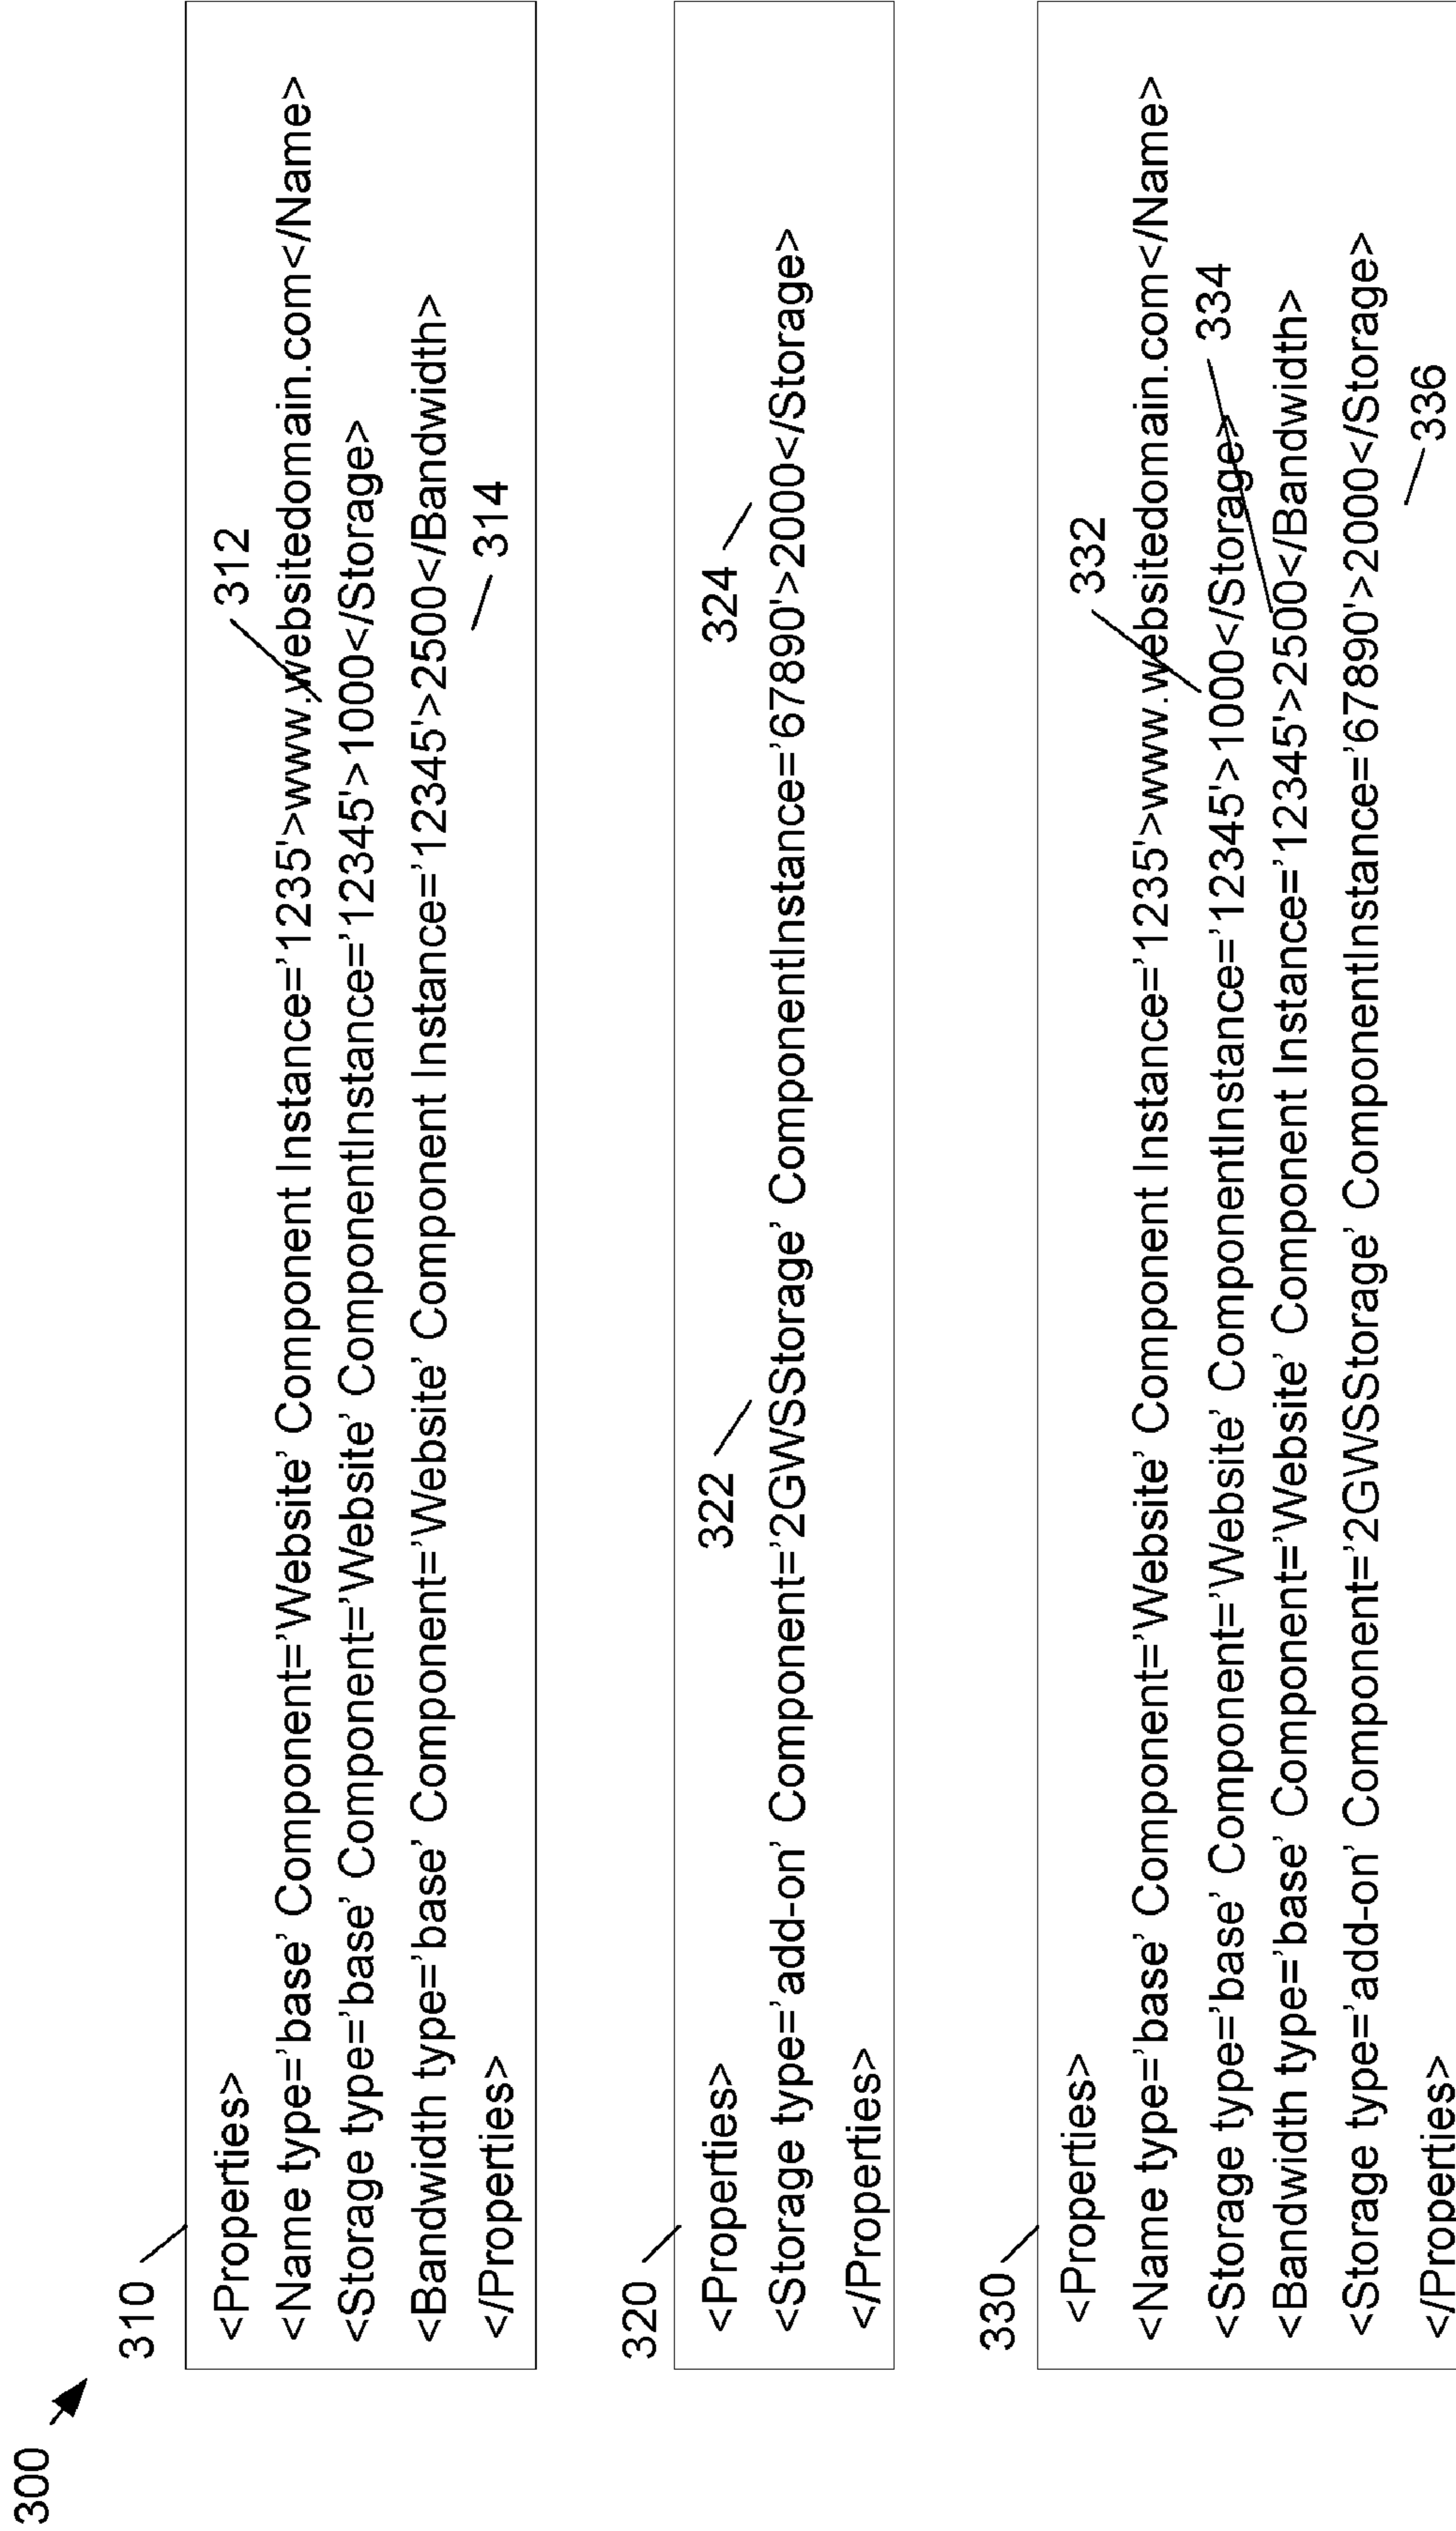 300
310
<Properties>
312
<Name type='base' Component='Website' Component Instance='1235'>www.websitedomain.com</Name>
<Storage type='base' Component='Website' ComponentInstance='12345'>1000</Storage>
<Bandwidth type='base' Component='Website' Component Instance='12345'>2500</Bandwidth>
</Properties>
314
320
<Properties>
322
324
<Storage type='add-on' Component='2GWSStorage' ComponentInstance='67890'>2000</Storage>
</Properties>
330
<Properties>
332
<Name type='base' Component='Website' Component Instance='1235'>www.websitedomain.com</Name>
334
<Storage type='base' Component='Website' ComponentInstance='12345'>1000</Storage>
<Bandwidth type='base' Component='Website' Component Instance='12345'>2500</Bandwidth>
<Storage type='add-on' Component='2GWSStorage' ComponentInstance='67890'>2000</Storage>
</Properties>
336